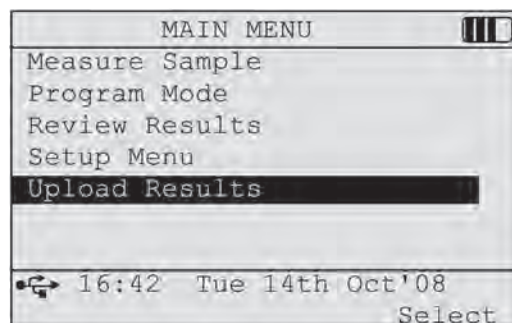 MAIN MENU
Measure Sample
Program Mode
Review Results
Setup Menu
Upload Results
16:42 Tue 14th Oct'08
Select